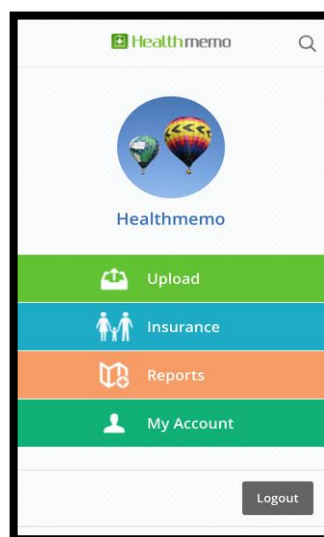 Healthmemo
Healthmemo
Upload
Insurance
Reports
My Account
Logout